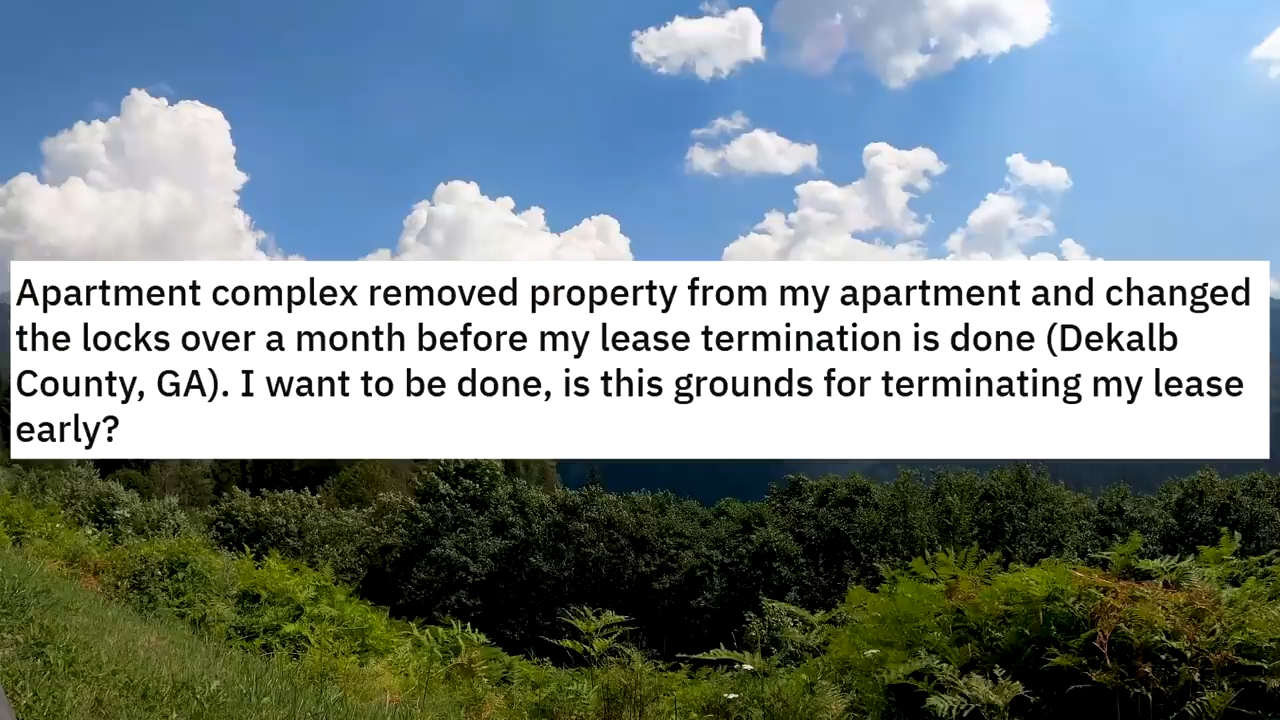 Apartment complex removed property from my apartment and changed
the locks over a month before my lease termination is done (Dekalb
County, GA). I want to be done, is this grounds for terminating my lease
early?